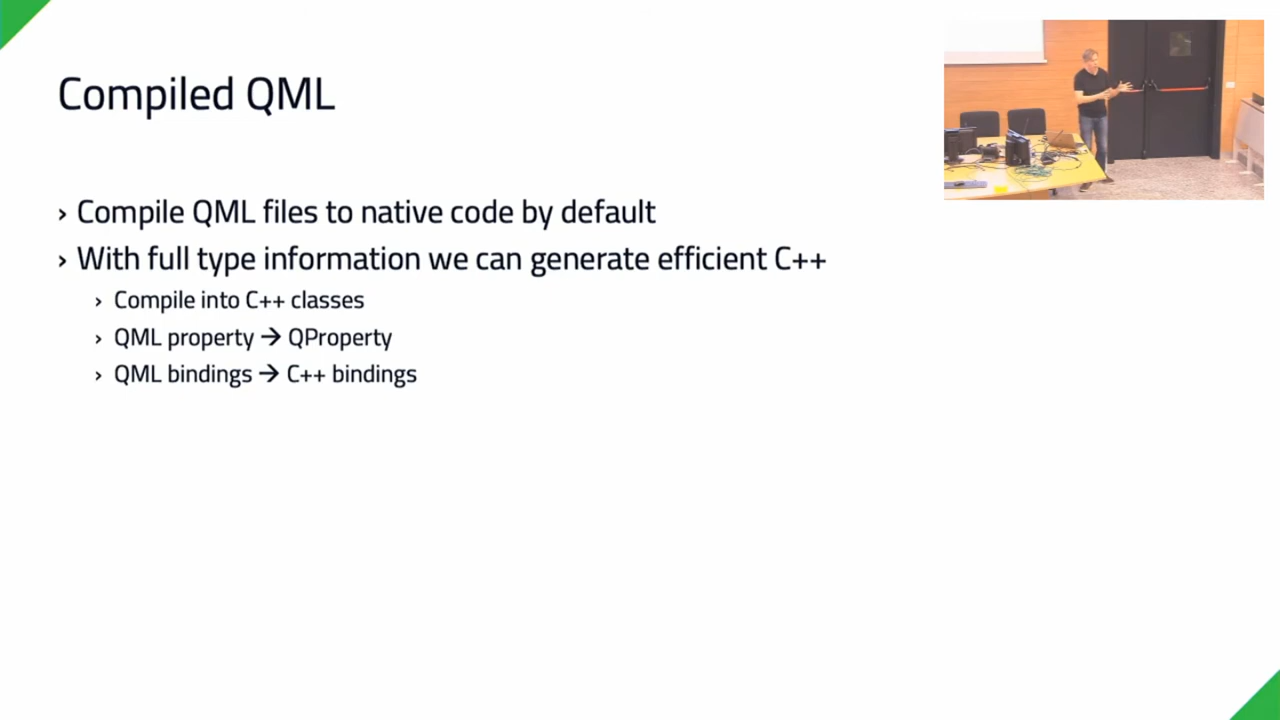 Compiled QML
› Compile QML files to native code by default
› With full type information we can generate efficient C++
› Compile into C++ classes
› QML property → QProperty
› QML bindings → C++ bindings